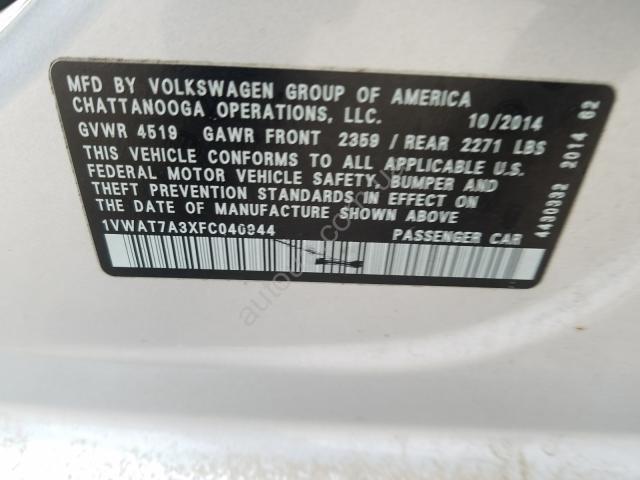 MFD BY VOLKSWAGEN GROUP OF AMERICA
CHATTANOOGA OPERATIONS, LLC. 10/2014
GVWR 4519 GAWR FRONT 2359 / REAR 2271 LBS
THIS VEHICLE CONFORMS TO ALL APPLICABLE U.S.
FEDERAL MOTOR VEHICLE SAFETY, BUMPER AND
THEFT PREVENTION STANDARDS IN EFFECT ON
THE DATE OF MANUFACTURE SHOWN ABOVE
1VWAT7A3XFC040944
PASSENGER CAR
4490932 2014 62